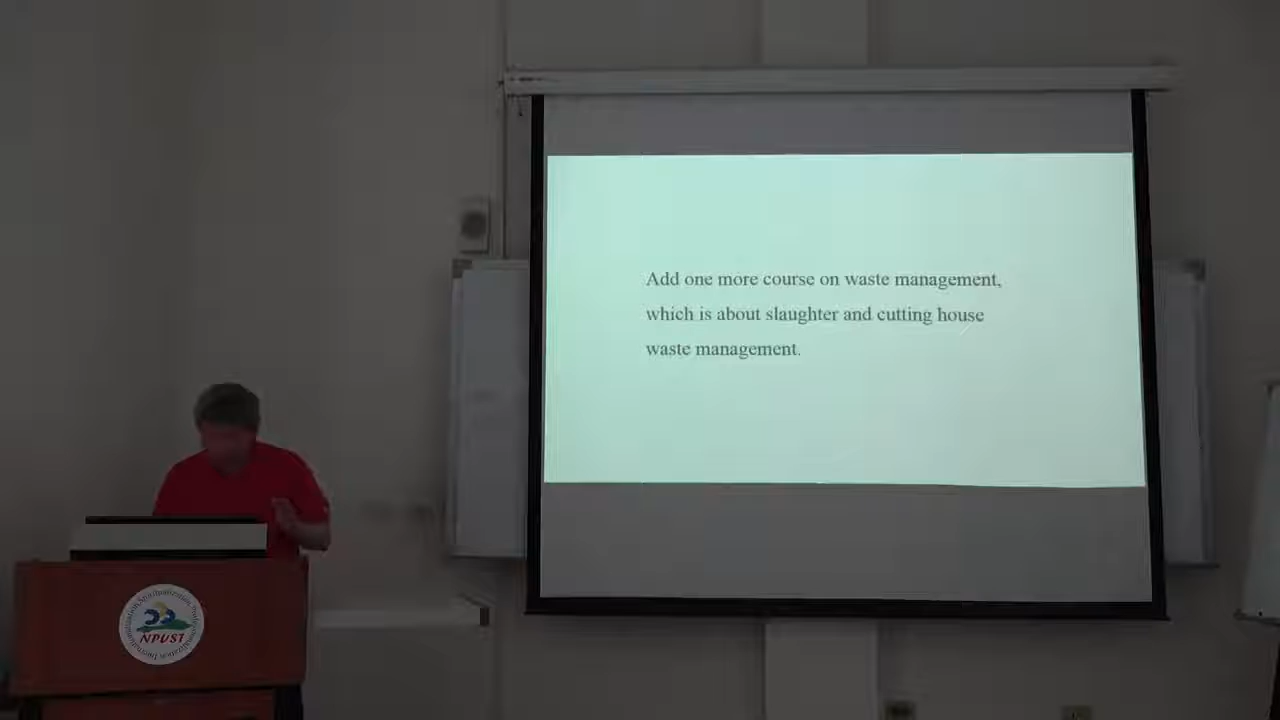 Add one more course on waste management,
which is about slaughter and cutting house
waste management.
NPUST